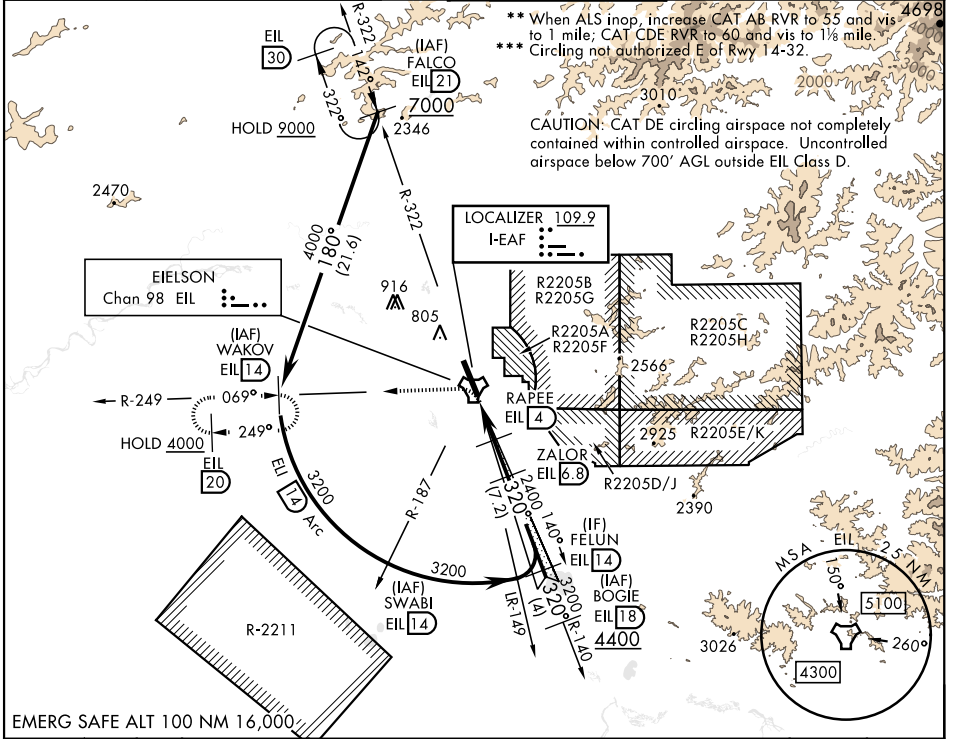 ** When ALS inop, increase CAT AB RVR to 55 and vis
to 1 mile; CAT CDE RVR to 60 and vis to 1⅛ mile.
*** Circling not authorized E of Rwy 14-32.
4698
4000
2000
3010
CAUTION: CAT DE circling airspace not completely
contained within controlled airspace. Uncontrolled
airspace below 700' AGL outside EIL Class D.
R-322
EIL
30
142°
322°
(IAF)
FALCO
EIL 21
7000
HOLD 9000
2346
2470
R-322
4000
180°
(21.6)
LOCALIZER 109.9
I-EAF
EIELSON
Chan 98 EIL
916
805
R2205B
R2205G
R2205A
R2205F
R2205C
R2205H
2566
(IAF)
WAKOV
EIL 14
R-249
069°
249°
HOLD 4000
EIL
20
RAPEE
EIL 4
2925
R2205E/K
ZALOR
EIL 6.8
R2205D/J
2390
ELI 14 Arc
3200
R-187
2400
320°
(7.2)
140°
(IF)
FELUN
EIL 14
3200
(IAF)
SWABI
EIL 14
(IAF)
BOGIE
EIL 18
4400
3200
320°
(4)
R-140
LR-149
R-2211
3026
MSA EIL 25 NM
150°
5100
260°
4300
EMERG SAFE ALT 100 NM 16,000